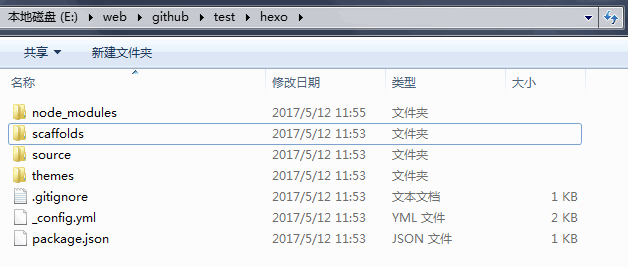 本地磁盘 (E:) web github test hexo
共享 新建文件夹
名称 修改日期 类型 大小
node_modules 2017/5/12 11:55 文件夹
scaffolds 2017/5/12 11:53 文件夹
source 2017/5/12 11:53 文件夹
themes 2017/5/12 11:53 文件夹
.gitignore 2017/5/12 11:53 文本文档 1 KB
_config.yml 2017/5/12 11:53 YML 文件 2 KB
package.json 2017/5/12 11:53 JSON 文件 1 KB